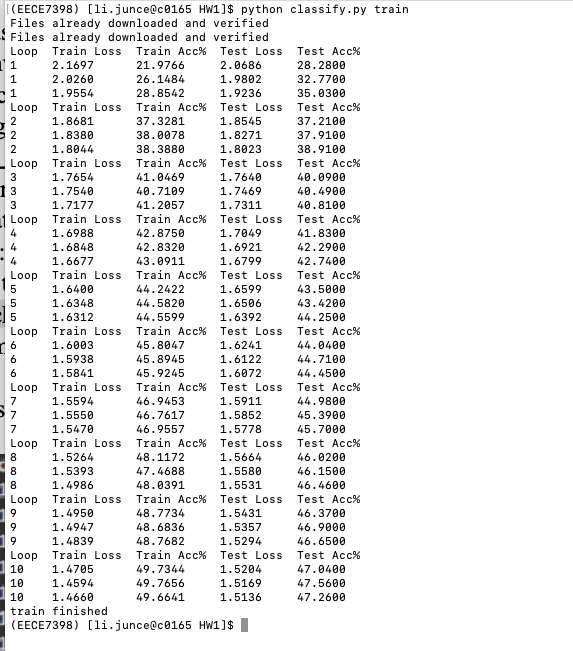 (EECE7398) [li.junce@c0165 HW1]$ python classify.py train
Files already downloaded and verified
Files already downloaded and verified
Loop Train Loss Train Acc% Test Loss Test Acc%
1 2.1697 21.9766 2.0686 28.2800
1 2.0260 26.1484 1.9802 32.7700
1 1.9554 28.8542 1.9236 35.0300
Loop Train Loss Train Acc% Test Loss Test Acc%
2 1.8681 37.3281 1.8545 37.2100
2 1.8380 38.0078 1.8271 37.9100
2 1.8044 38.3880 1.8023 38.9100
Loop Train Loss Train Acc% Test Loss Test Acc%
3 1.7654 41.0469 1.7640 40.0900
3 1.7540 40.7109 1.7469 40.4900
3 1.7177 41.2057 1.7311 40.8100
Loop Train Loss Train Acc% Test Loss Test Acc%
4 1.6988 42.8750 1.7049 41.8300
4 1.6848 42.8320 1.6921 42.2900
4 1.6677 43.0911 1.6799 42.7400
Loop Train Loss Train Acc% Test Loss Test Acc%
5 1.6400 44.2422 1.6599 43.5000
5 1.6348 44.5820 1.6506 43.4200
5 1.6312 44.5599 1.6392 44.2500
Loop Train Loss Train Acc% Test Loss Test Acc%
6 1.6003 45.8047 1.6241 44.0400
6 1.5938 45.8945 1.6122 44.7100
6 1.5841 45.9245 1.6072 44.4500
Loop Train Loss Train Acc% Test Loss Test Acc%
7 1.5594 46.9453 1.5911 44.9800
7 1.5550 46.7617 1.5852 45.3900
7 1.5470 46.9557 1.5778 45.7000
Loop Train Loss Train Acc% Test Loss Test Acc%
8 1.5264 48.1172 1.5664 46.0200
8 1.5393 47.4688 1.5580 46.1500
8 1.4986 48.0391 1.5531 46.4600
Loop Train Loss Train Acc% Test Loss Test Acc%
9 1.4950 48.7734 1.5431 46.3700
9 1.4947 48.6836 1.5357 46.9000
9 1.4839 48.7682 1.5294 46.6500
Loop Train Loss Train Acc% Test Loss Test Acc%
10 1.4705 49.7344 1.5204 47.0400
10 1.4594 49.7656 1.5169 47.5600
10 1.4660 49.6641 1.5136 47.2600
train finished
(EECE7398) [li.junce@c0165 HW1]$